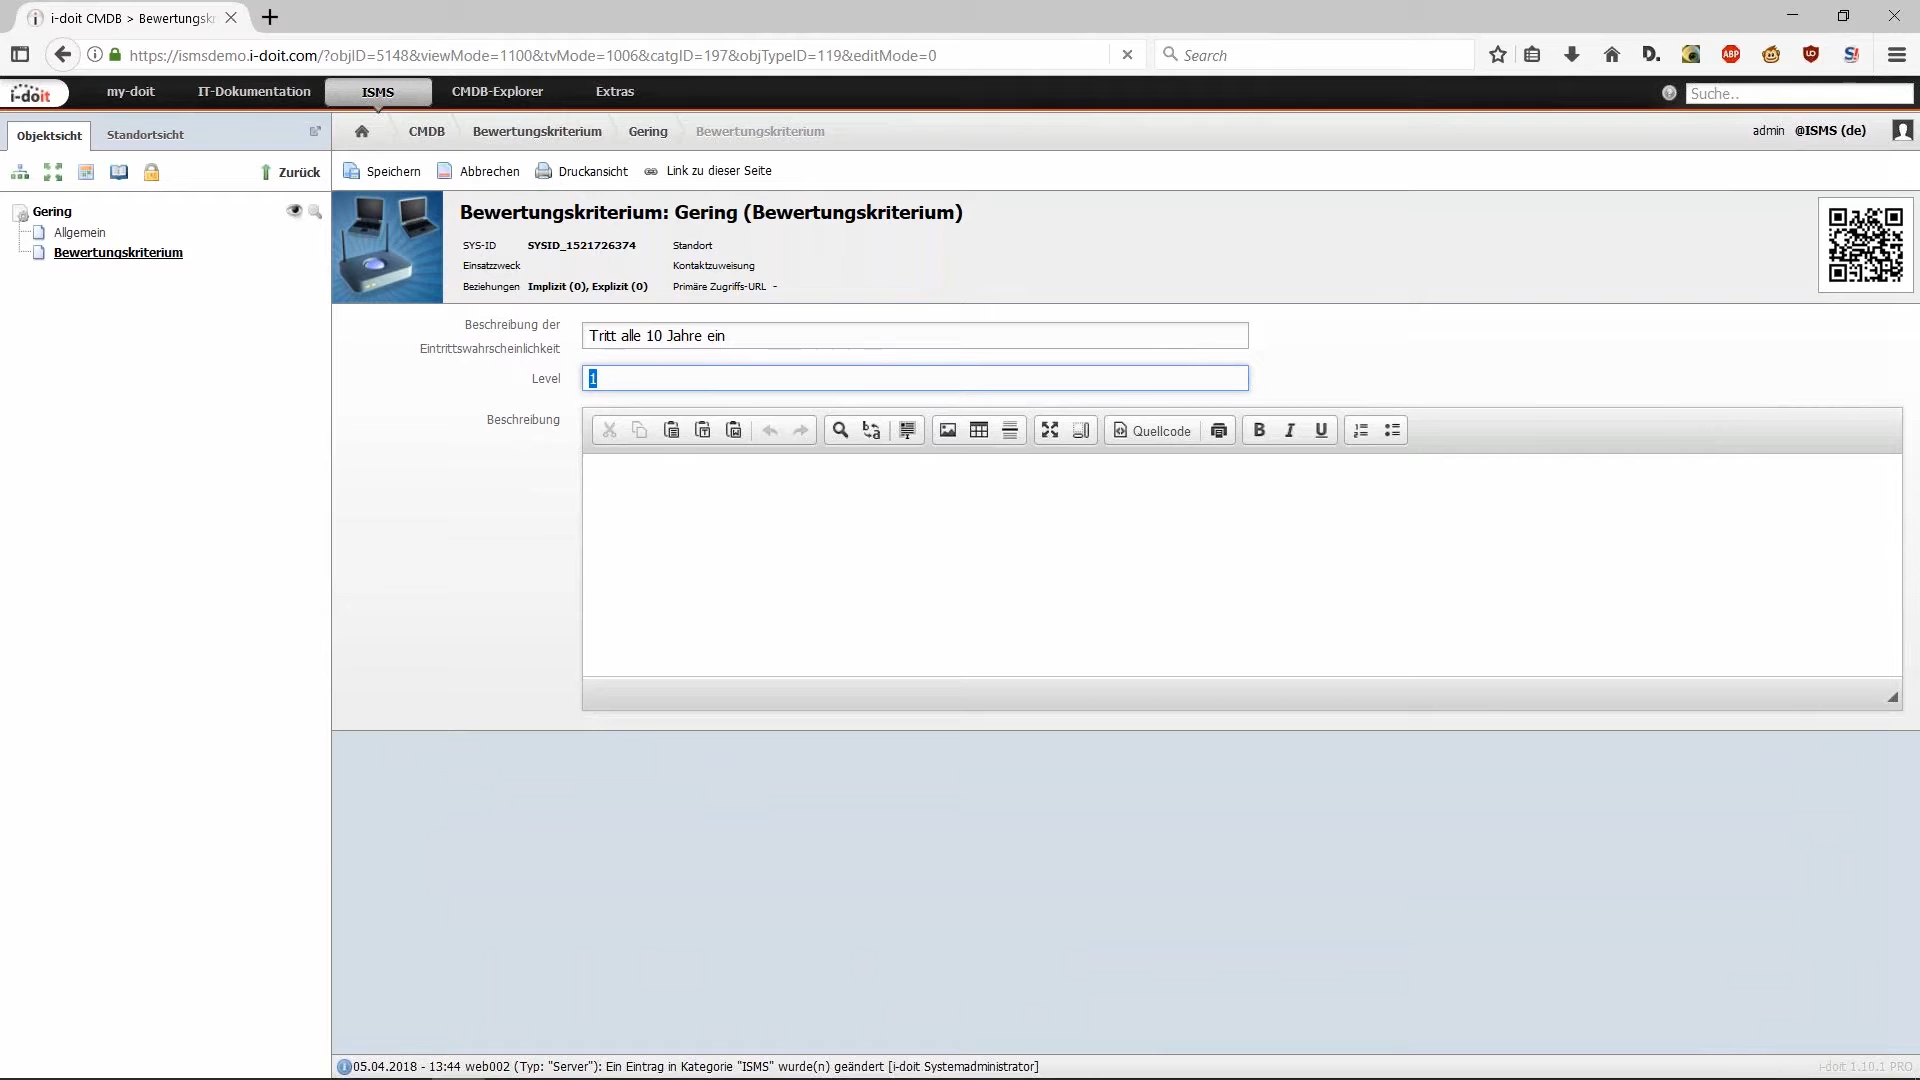 i-doit CMDB > Bewertungskr
https://ismsdemo.i-doit.com/?objID=5148&viewMode=1100&tvMode=1006&catgID=197&objTypeID=119&editMode=0
Search
D.
ABP
S!
i-doit
my-doit
IT-Dokumentation
ISMS
CMDB-Explorer
Extras
Suche..
Objektsicht
Standortsicht
CMDB
Bewertungskriterium
Gering
Bewertungskriterium
admin @ISMS (de)
Zurück
Speichern
Abbrechen
Druckansicht
Link zu dieser Seite
Gering
Allgemein
Bewertungskriterium
Bewertungskriterium: Gering (Bewertungskriterium)
SYS-ID SYSID_1521726374 Standort
Einsatzzweck Kontaktzuweisung
Beziehungen Implizit (0), Explizit (0) Primäre Zugriffs-URL -
Beschreibung der
Eintrittswahrscheinlichkeit
Tritt alle 10 Jahre ein
Level 1
Beschreibung
Quellcode
B I U
05.04.2018 - 13:44 web002 (Typ: "Server"): Ein Eintrag in Kategorie "ISMS" wurde(n) geändert [i-doit Systemadministrator]
i-doit 1.10.1 PRO